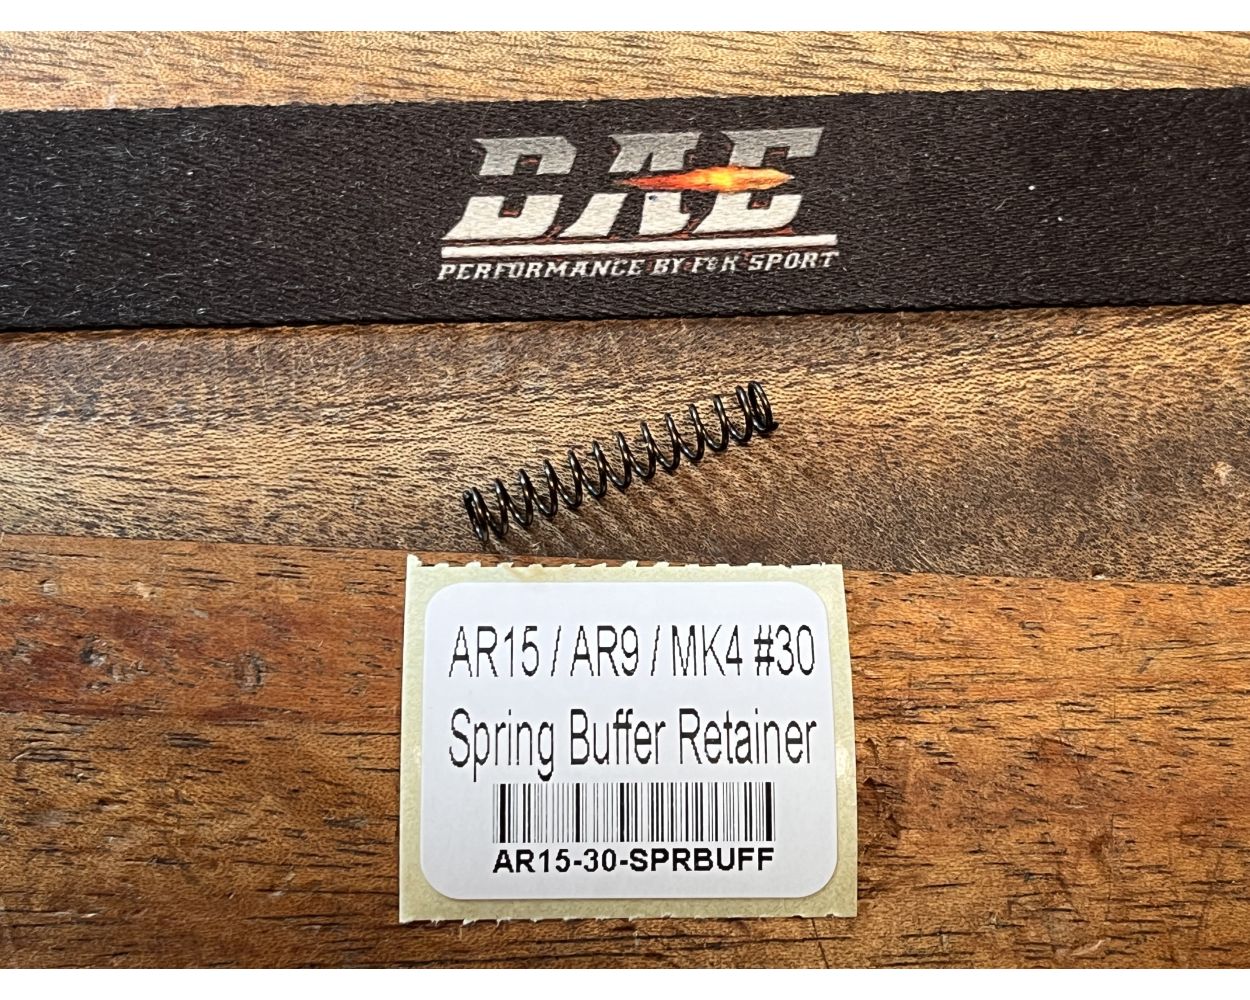 DAE
PERFORMANCE BY F&K SPORT
AR15 / AR9 / MK4 #30
Spring Buffer Retainer
AR15-30-SPRBUFF